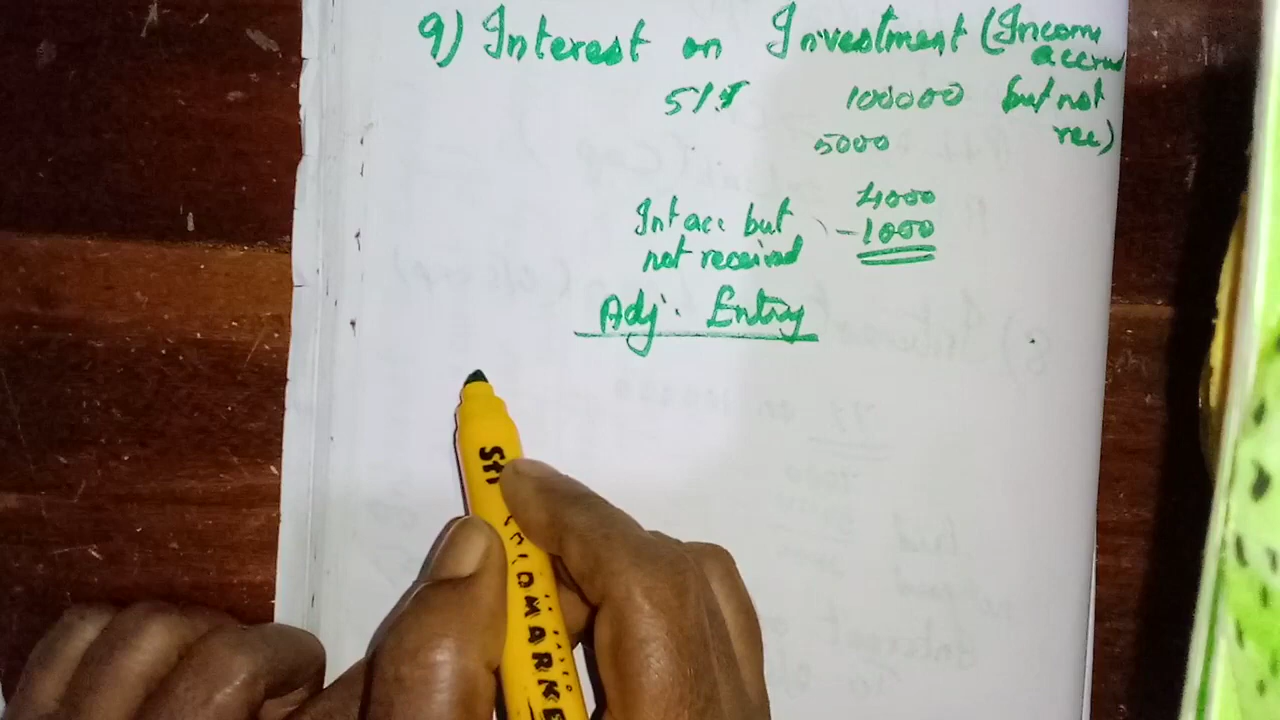 9) Interest on Investment (Income
accrued
but not
rec)
5%
100000
5000
4000
Int acc but
not received
-1000
Adj. Entry